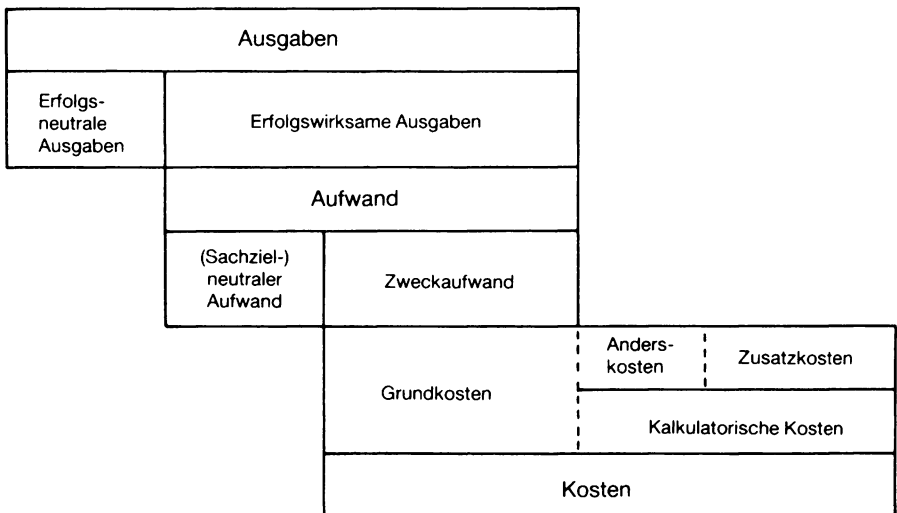 Ausgaben
Erfolgs-
neutrale
Ausgaben
Erfolgswirksame Ausgaben
Aufwand
(Sachziel-)
neutraler
Aufwand
Zweckaufwand
Grundkosten
Anders-
kosten
Zusatzkosten
Kalkulatorische Kosten
Kosten